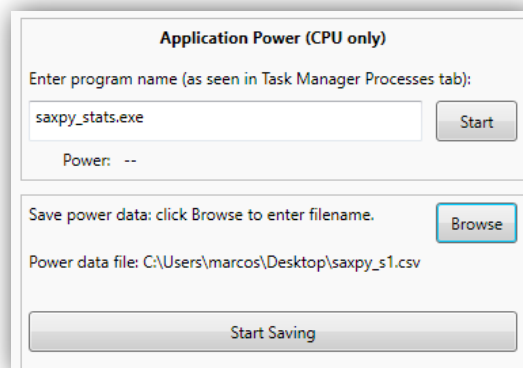 Application Power (CPU only)
Enter program name (as seen in Task Manager Processes tab):
saxpy_stats.exe
Start
Power: --
Save power data: click Browse to enter filename.
Browse
Power data file: C:\Users\marcos\Desktop\saxpy_s1.csv
Start Saving